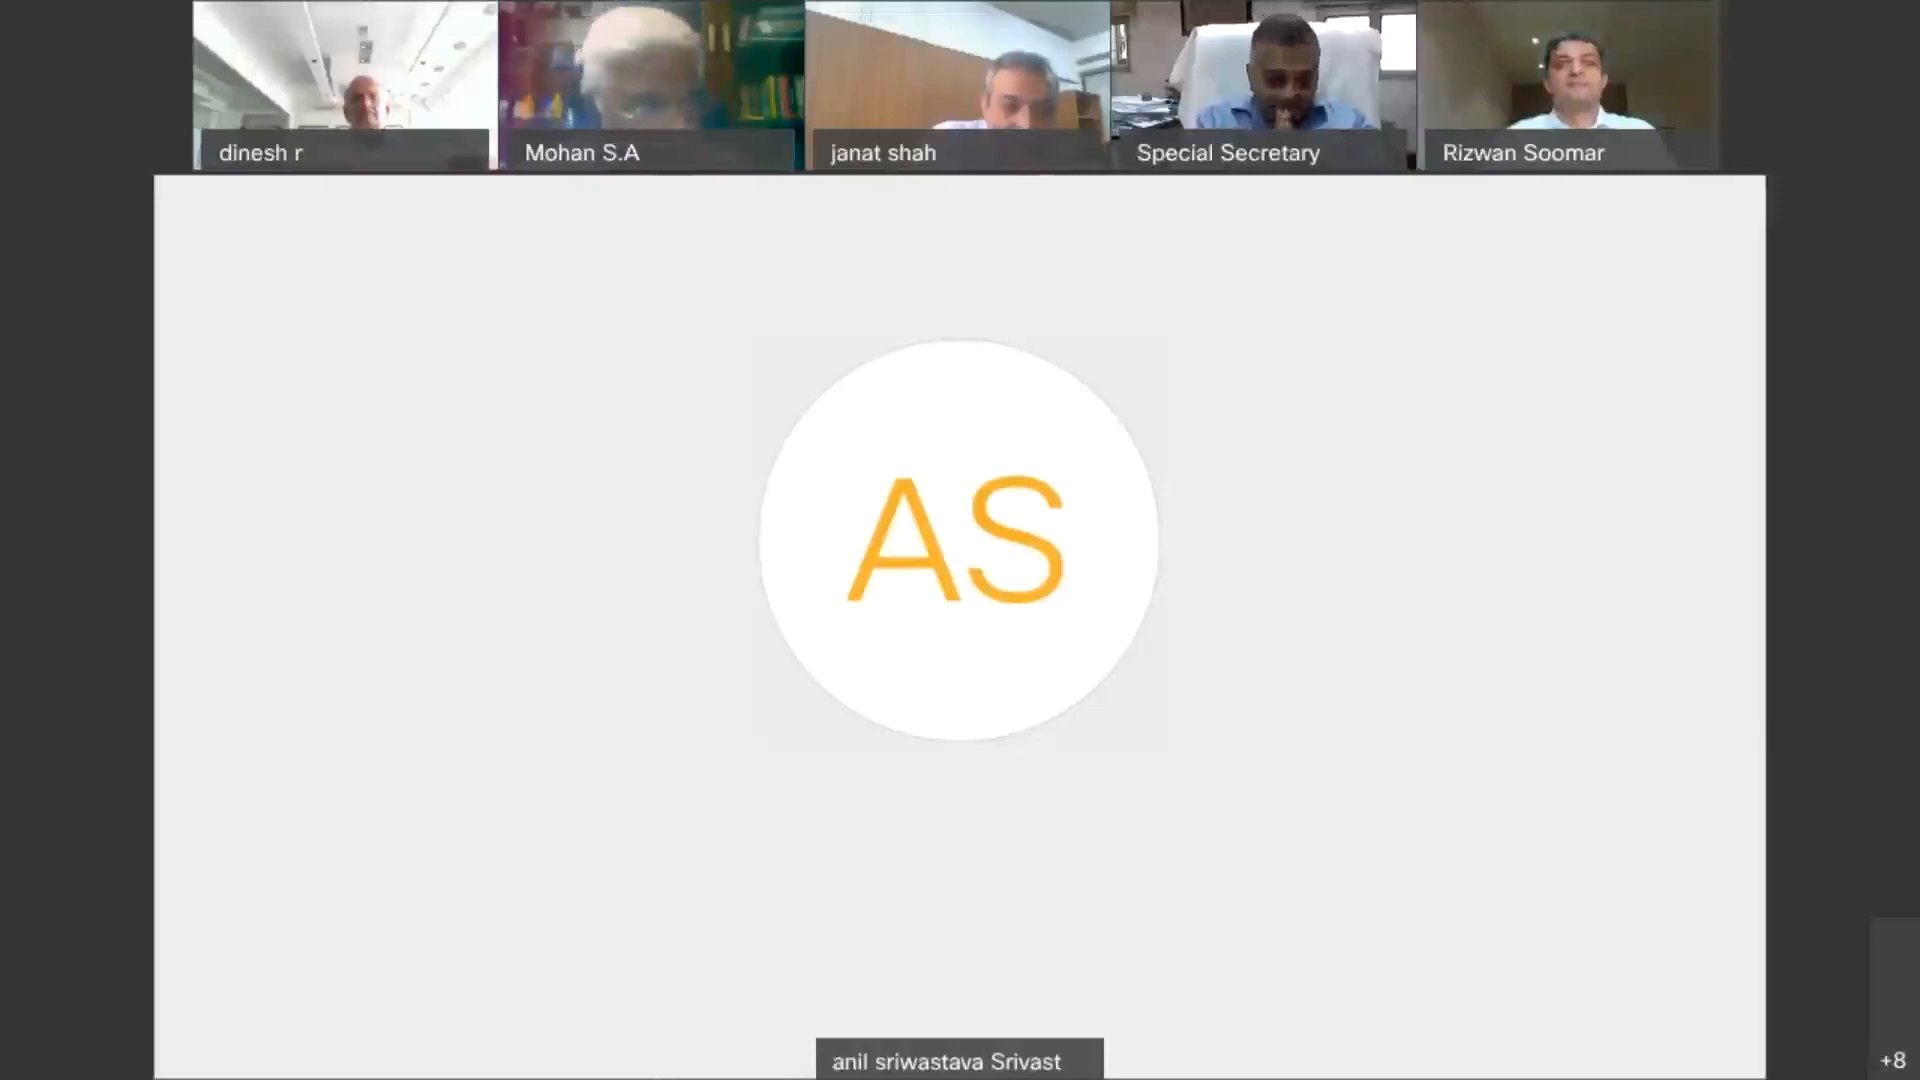 dinesh r
Mohan S.A
janat shah
Special Secretary
Rizwan Soomar
AS
anil sriwastava Srivast
+8